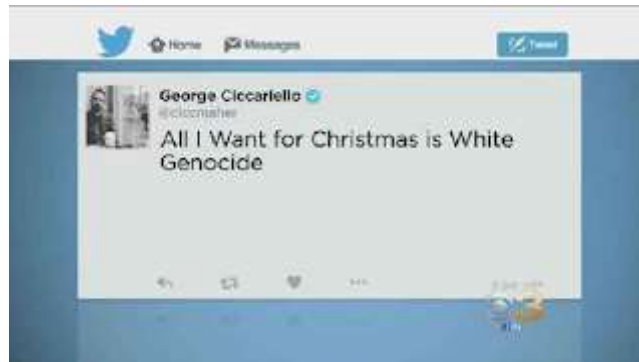 Home Messages Tweet
George Ciccariello
@ciccmaher
All I Want for Christmas is White
Genocide